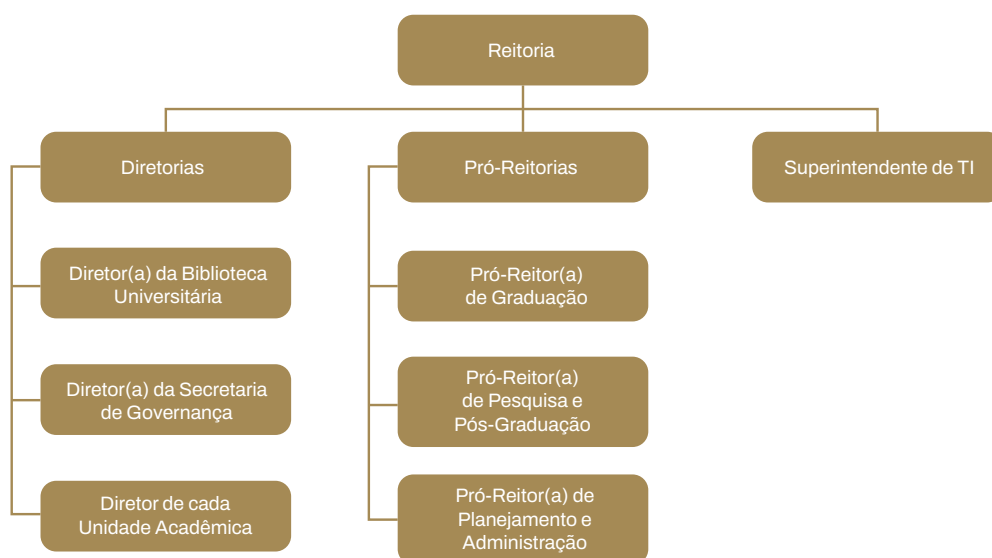 Reitoria
Diretorias
Pró-Reitorias
Superintendente de TI
Diretor(a) da Biblioteca
Universitária
Pró-Reitor(a)
de Graduação
Diretor(a) da Secretaria
de Governança
Pró-Reitor(a)
de Pesquisa e
Pós-Graduação
Diretor de cada
Unidade Acadêmica
Pró-Reitor(a) de
Planejamento e
Administração